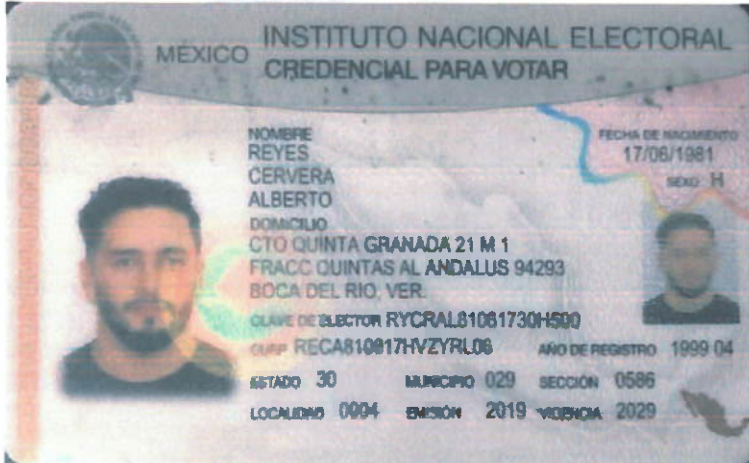 MÉXICO
INSTITUTO NACIONAL ELECTORAL
CREDENCIAL PARA VOTAR
NOMBRE
REYES
CERVERA
ALBERTO
FECHA DE NACIMIENTO
17/06/1981
SEXO H
DOMICILIO
CTO QUINTA GRANADA 21 M 1
FRACC QUINTAS AL ANDALUS 94293
BOCA DEL RIO, VER.
CLAVE DE ELECTOR RYCRAL81061730H500
CURP RECA810617HVZYRL06 AÑO DE REGISTRO 1999 04
ESTADO 30 MUNICIPIO 029 SECCIÓN 0586
LOCALIDAD 0004 EMISIÓN 2019 VIGENCIA 2029